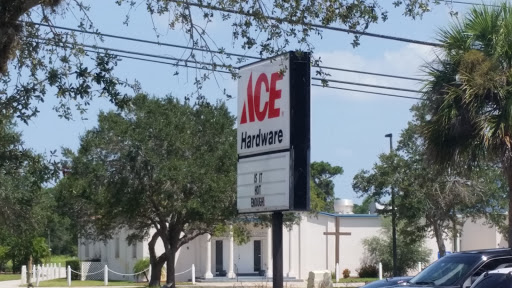 ACE
Hardware
IS IT
HOT
ENOUGH